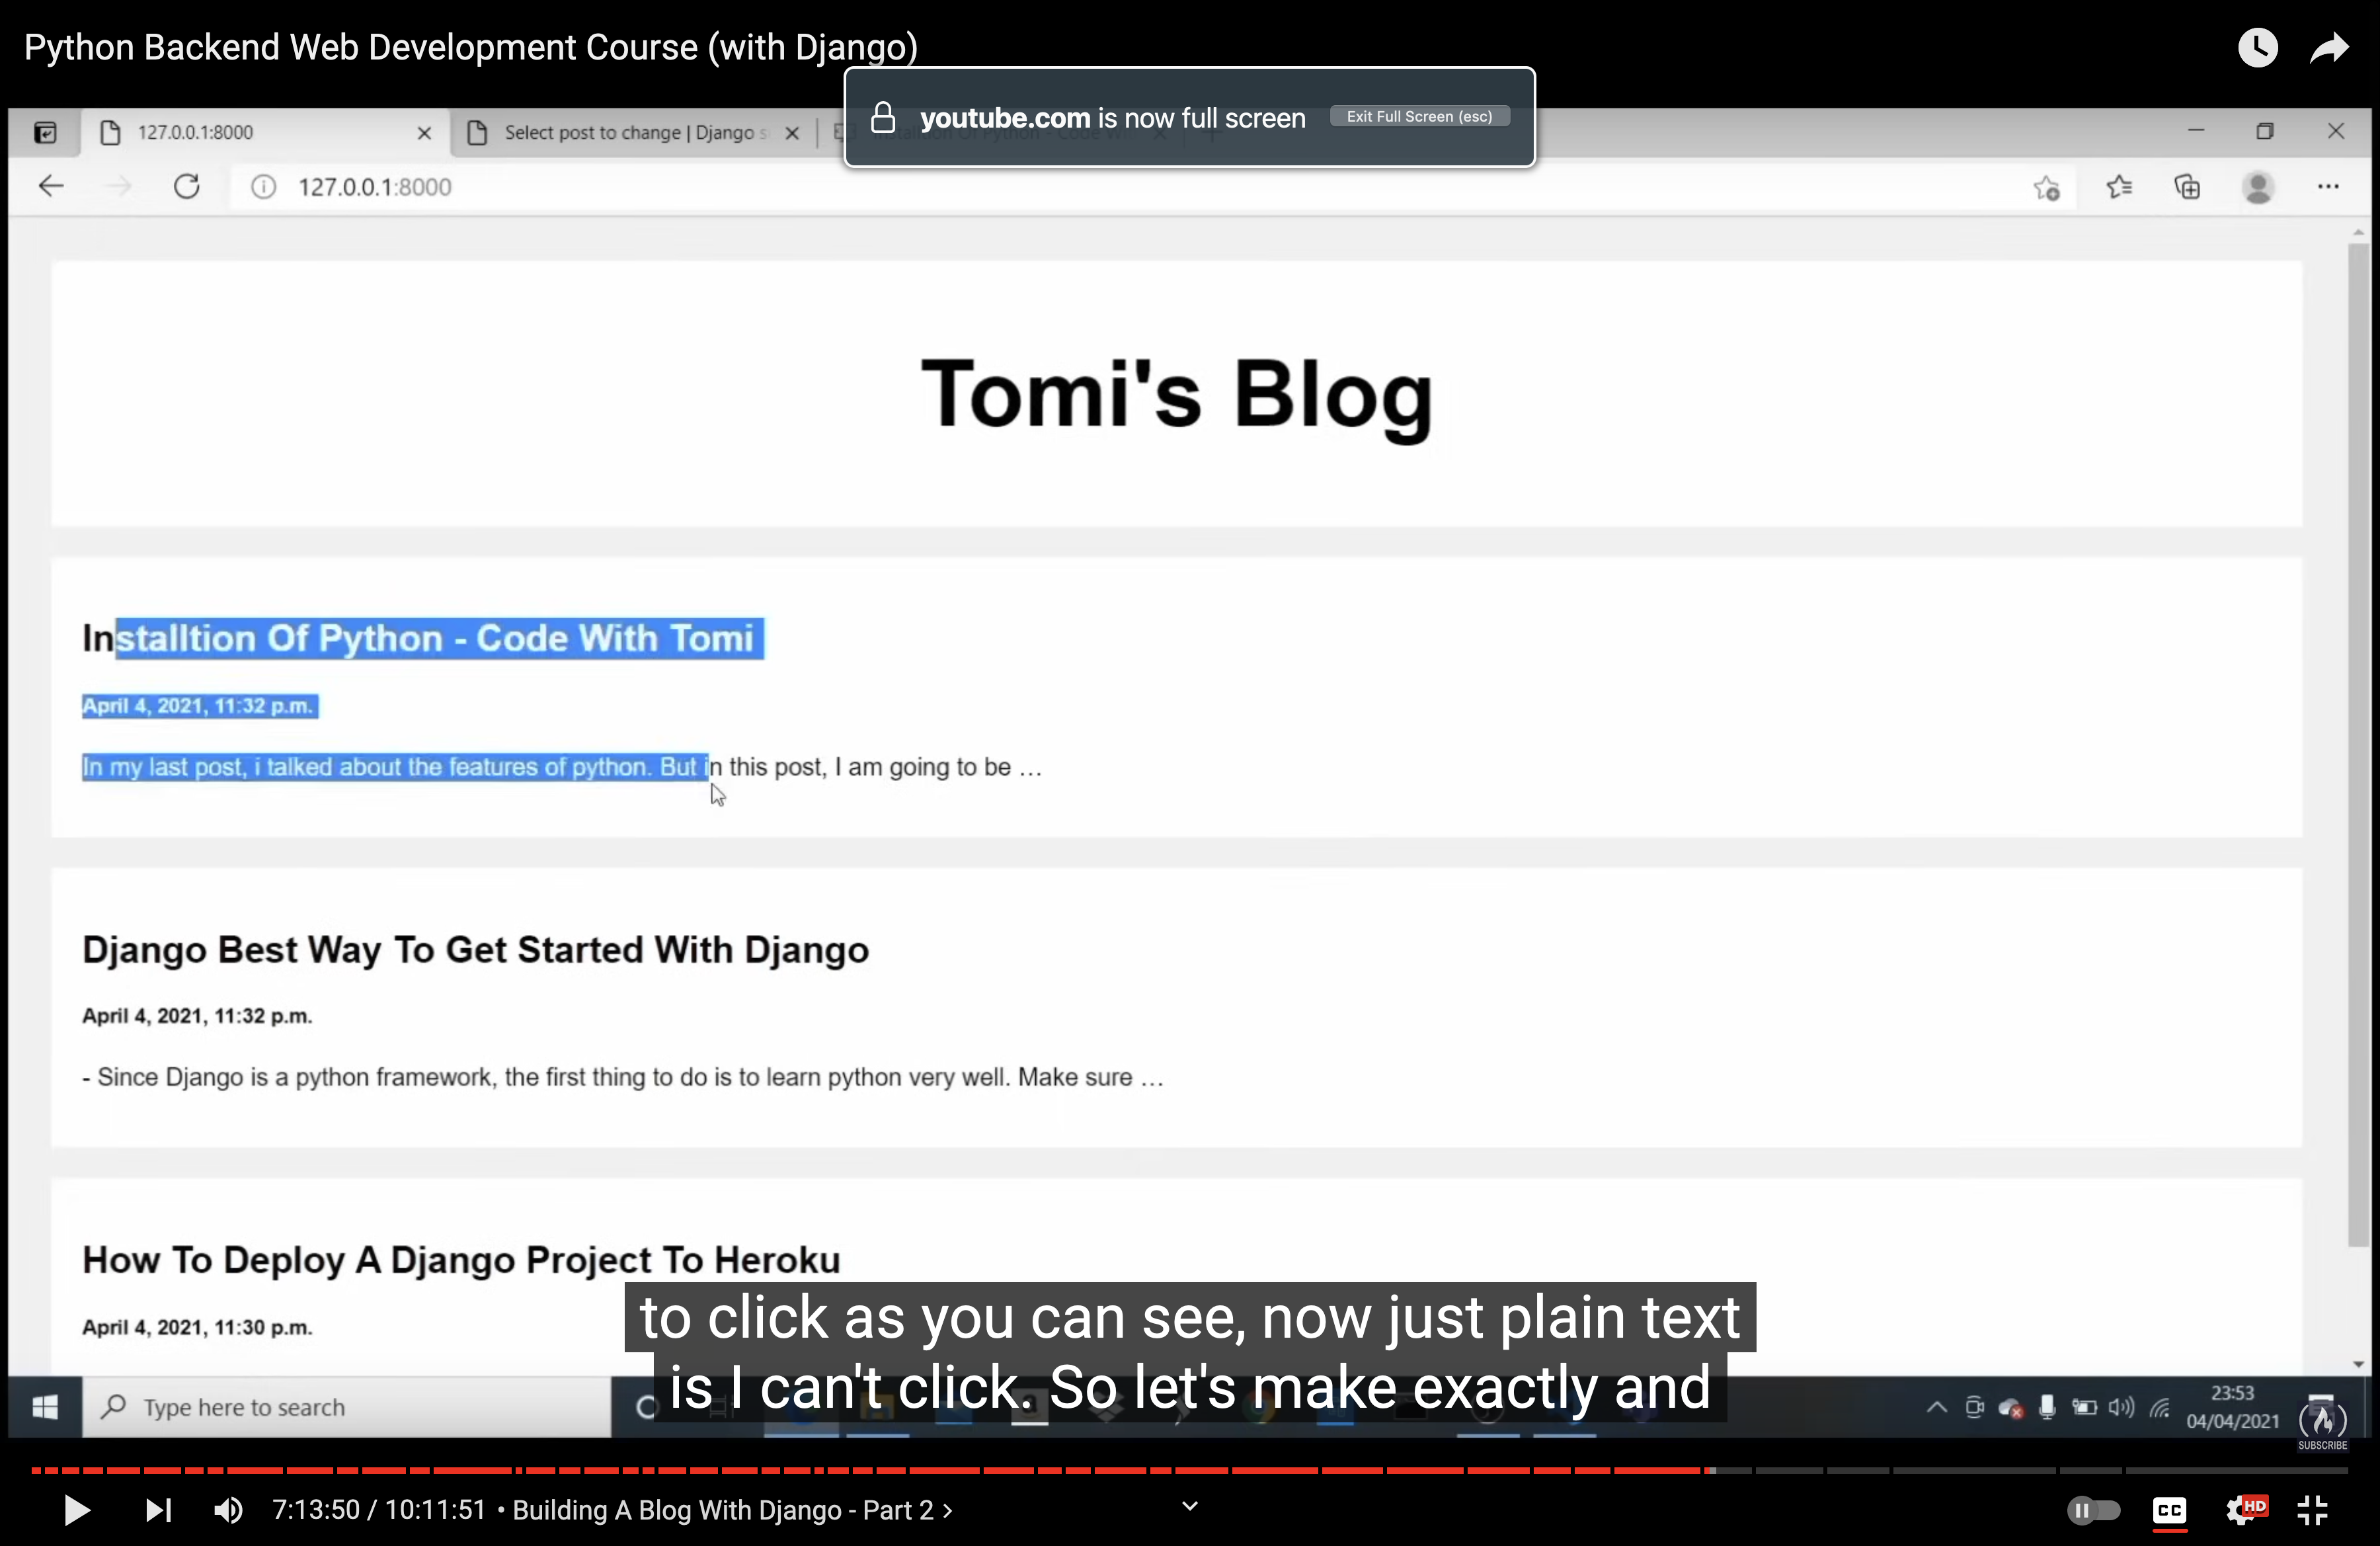 Python Backend Web Development Course (with Django)
youtube.com is now full screen
Exit Full Screen (esc)
127.0.0.1:8000
Select post to change | Django s
127.0.0.1:8000
Tomi's Blog
Installtion Of Python - Code With Tomi
April 4, 2021, 11:32 p.m.
In my last post, i talked about the features of python. But in this post, I am going to be …
Django Best Way To Get Started With Django
April 4, 2021, 11:32 p.m.
- Since Django is a python framework, the first thing to do is to learn python very well. Make sure …
How To Deploy A Django Project To Heroku
April 4, 2021, 11:30 p.m.
to click as you can see, now just plain text
is I can't click. So let's make exactly and
Type here to search
23:53
04/04/2021
SUBSCRIBE
7:13:50 / 10:11:51 • Building A Blog With Django - Part 2 >
CC
HD